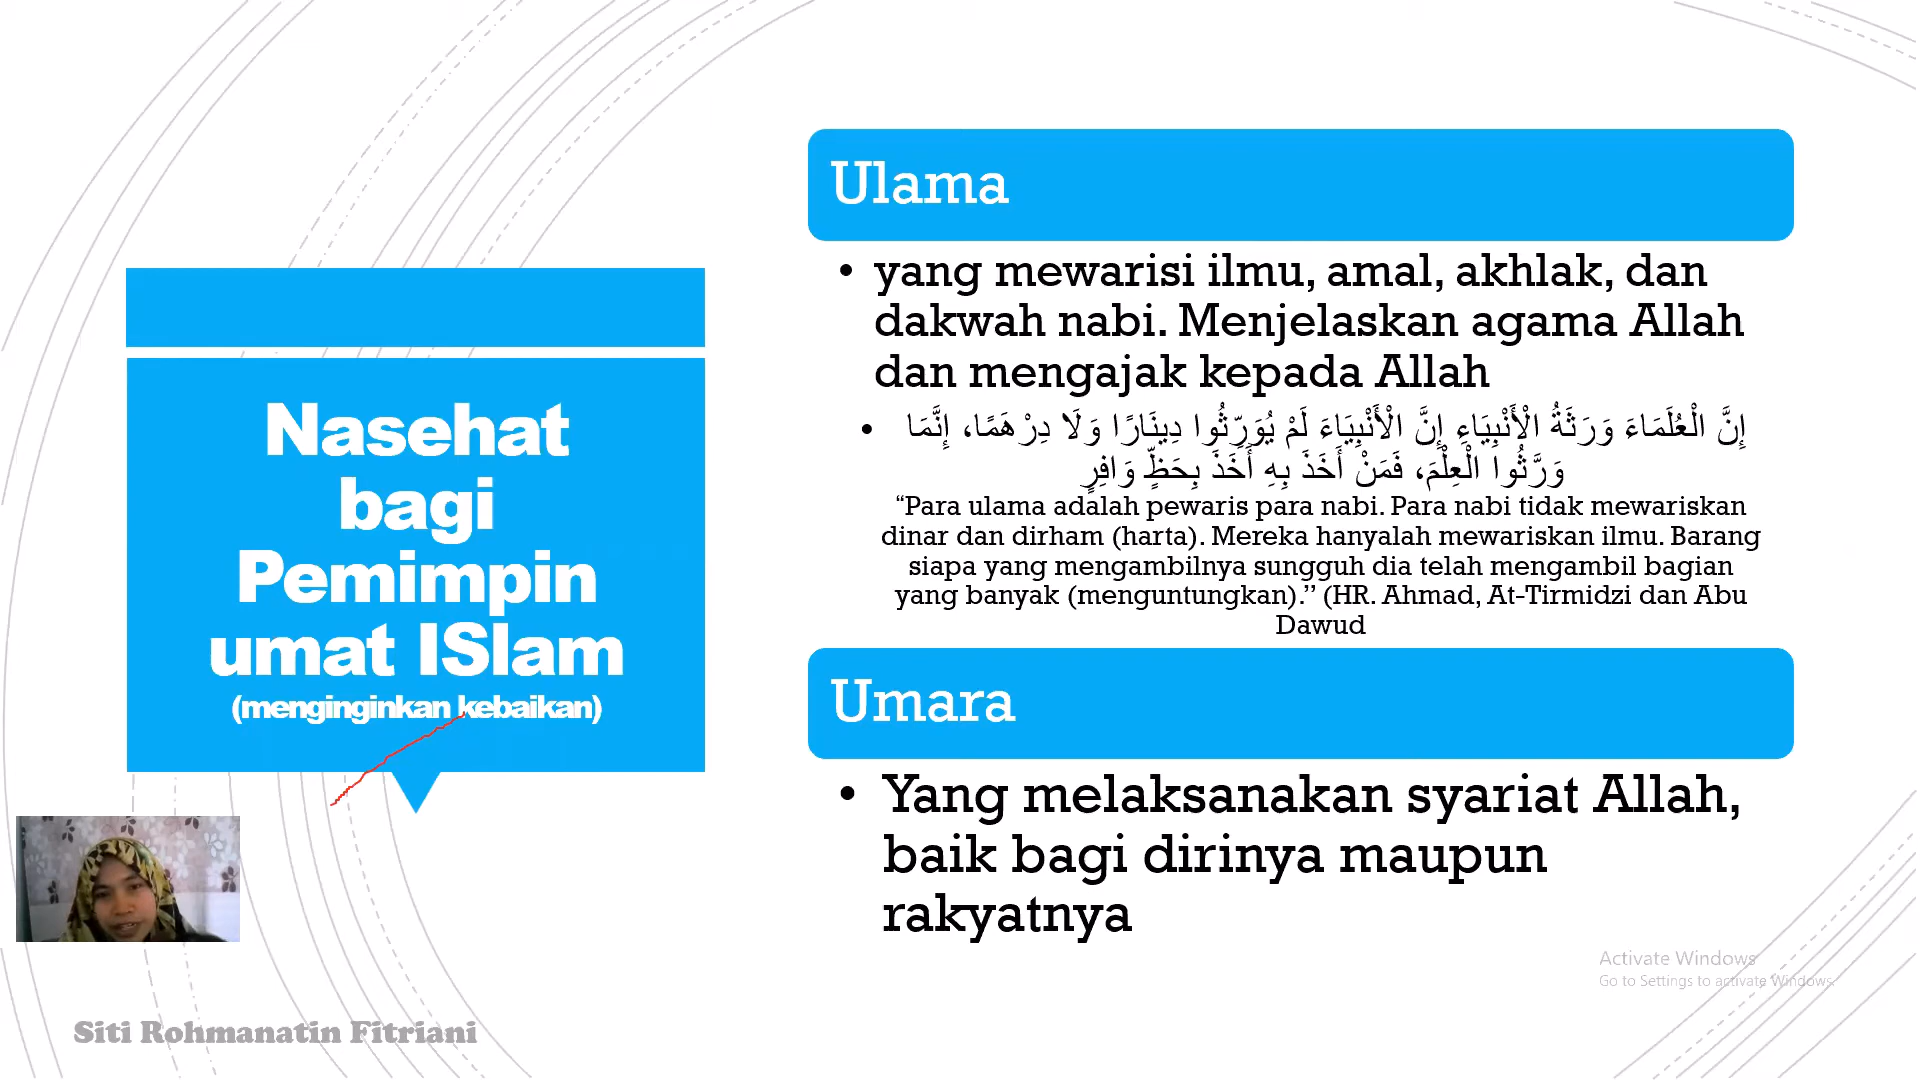 Nasehat
bagi
Pemimpin
umat ISlam
(menginginkan kebaikan)
Ulama
• yang mewarisi ilmu, amal, akhlak, dan
dakwah nabi. Menjelaskan agama Allah
dan mengajak kepada Allah
• إِنَّ الْعُلَمَاءَ وَرَثَةُ الْأَنْبِيَاءِ إِنَّ الْأَنْبِيَاءَ لَمْ يُوَرِّثُوا دِينَارًا وَلَا دِرْهَمًا، إِنَّمَا
وَرَّثُوا الْعِلْمَ، فَمَنْ أَخَذَ بِهِ أَخَذَ بِحَظٍّ وَافِرٍ
“Para ulama adalah pewaris para nabi. Para nabi tidak mewariskan
dinar dan dirham (harta). Mereka hanyalah mewariskan ilmu. Barang
siapa yang mengambilnya sungguh dia telah mengambil bagian
yang banyak (menguntungkan).” (HR. Ahmad, At-Tirmidzi dan Abu
Dawud
Umara
• Yang melaksanakan syariat Allah,
baik bagi dirinya maupun
rakyatnya
Activate Windows
Go to Settings to activate Windows.
Siti Rohmanatin Fitriani